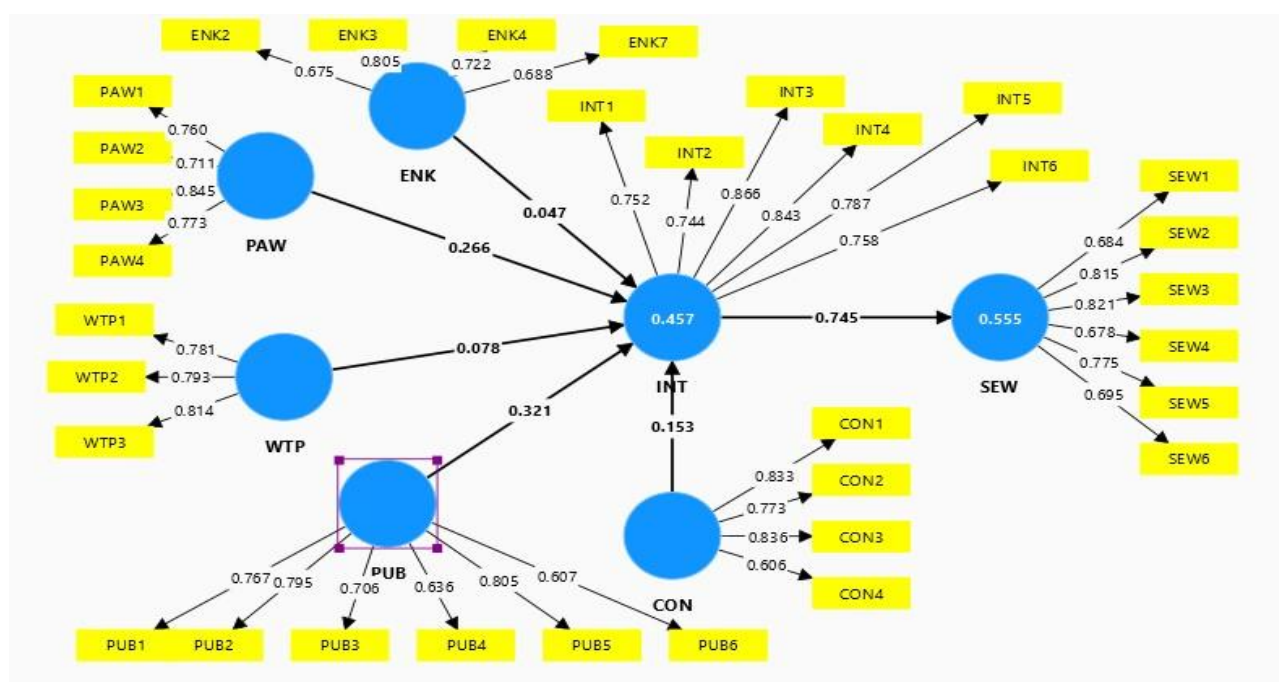 ENK2
ENK3
ENK4
ENK7
0.675
0.805
0.722
0.688
ENK
PAW1
PAW2
PAW3
PAW4
0.760
0.711
0.845
0.773
PAW
INT1
INT2
INT3
INT4
INT5
INT6
0.752
0.744
0.866
0.843
0.787
0.758
0.047
0.266
0.457
INT
0.745
0.555
SEW
SEW1
SEW2
SEW3
SEW4
SEW5
SEW6
0.684
0.815
0.821
0.678
0.775
0.695
WTP1
WTP2
WTP3
0.781
0.793
0.814
WTP
0.078
0.321
0.153
PUB
0.767
0.795
0.706
0.636
0.805
0.607
PUB1
PUB2
PUB3
PUB4
PUB5
PUB6
CON
0.833
0.773
0.836
0.606
CON1
CON2
CON3
CON4